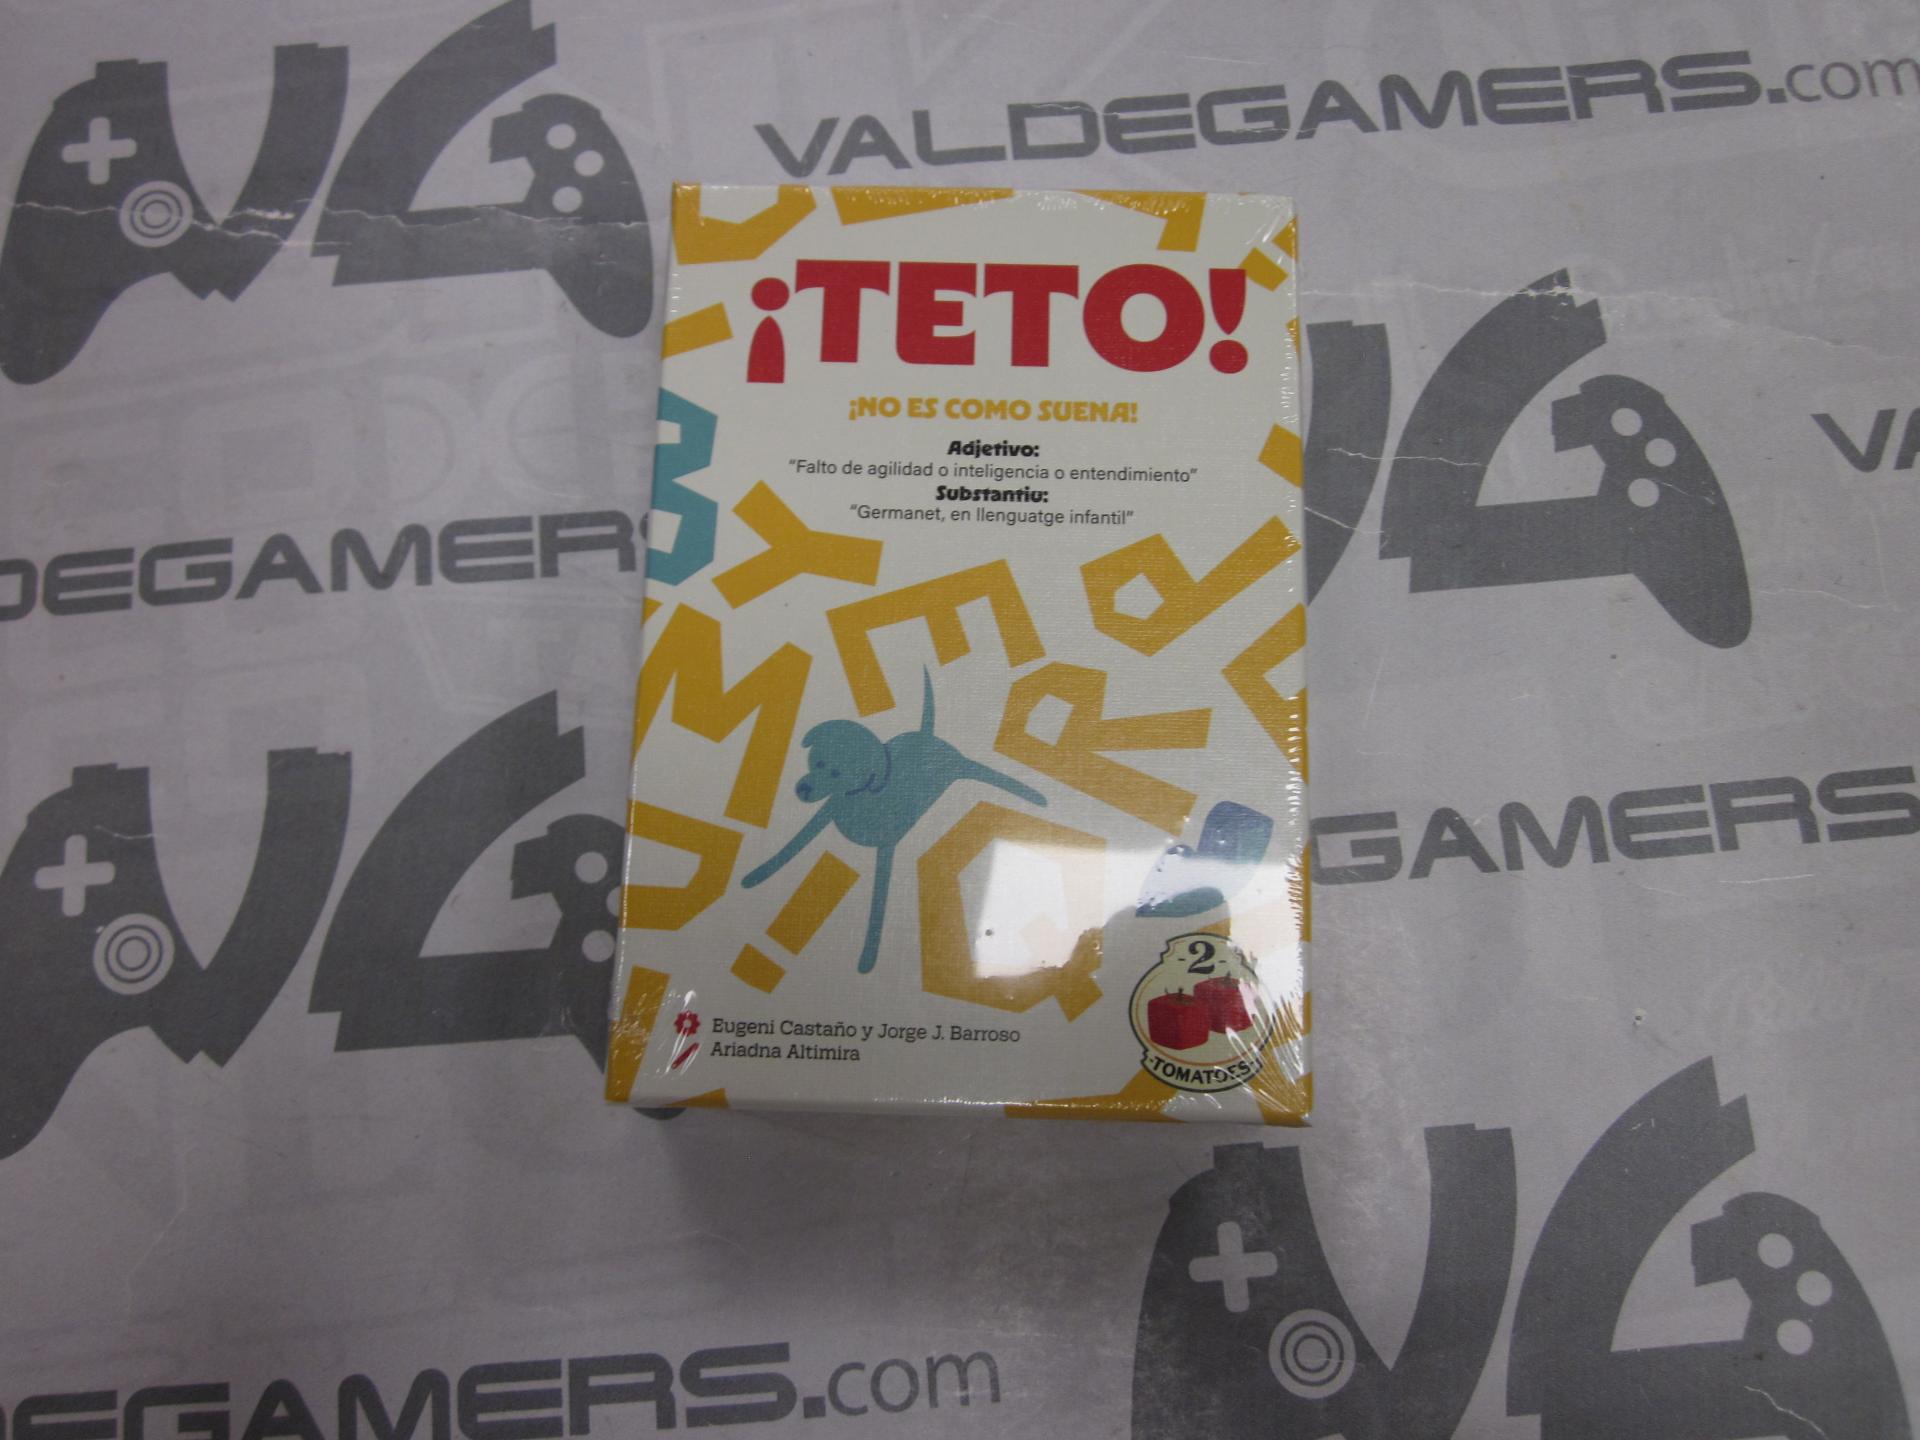 VALDEGAMERS.com
¡TETO!
¡NO ES COMO SUENA!
Adjetivo:
"Falto de agilidad o inteligencia o entendimiento"
Substantiu:
"Germanet, en llenguatge infantil"
VA
DEGAMERS
W
Y
E
P
M
R
U
Q
GAMERS
-2-
TOMATOES
Eugeni Castaño y Jorge J. Barroso
Ariadna Altimira
DEGAMERS.com